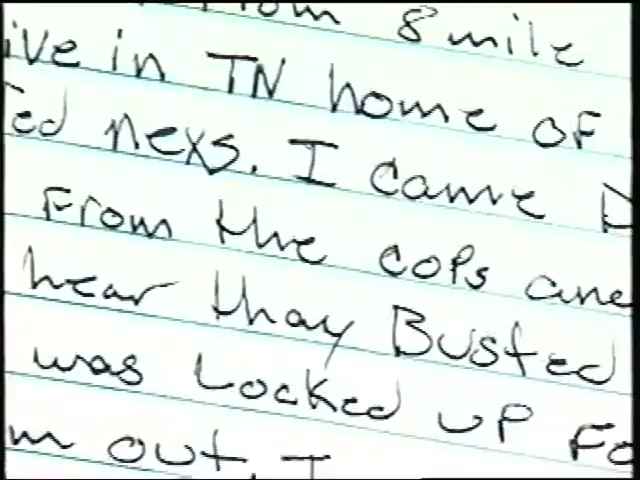 from 8 mile
ive in TN home of
ed nexs. I came D
From the cops and
hear thay Busted
was Locked up Fo
m out. I